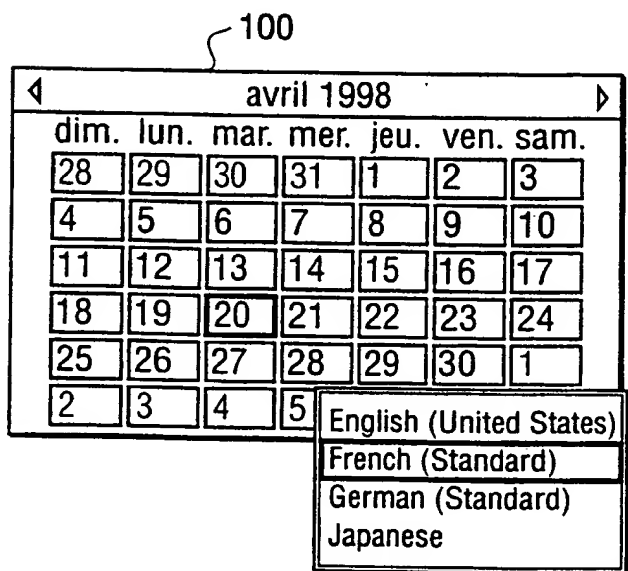 100
avril 1998
dim. lun. mar. mer. jeu. ven. sam.
28 29 30 31 1 2 3
4 5 6 7 8 9 10
11 12 13 14 15 16 17
18 19 20 21 22 23 24
25 26 27 28 29 30 1
2 3 4 5
English (United States)
French (Standard)
German (Standard)
Japanese